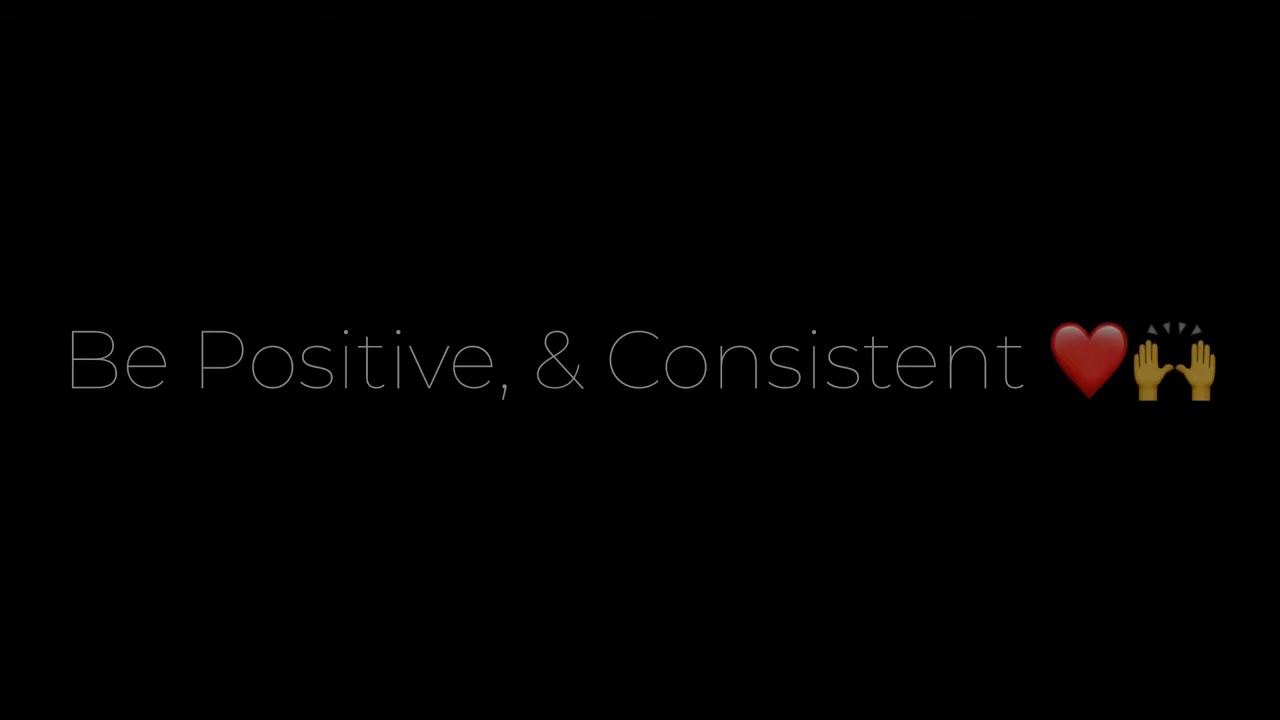 Be Positive, & Consistent ❤️🙌